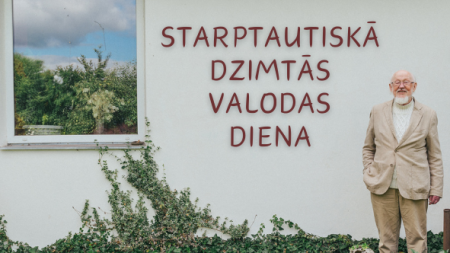 STARPTAUTISKĀ
DZIMTĀS
VALODAS
DIENA